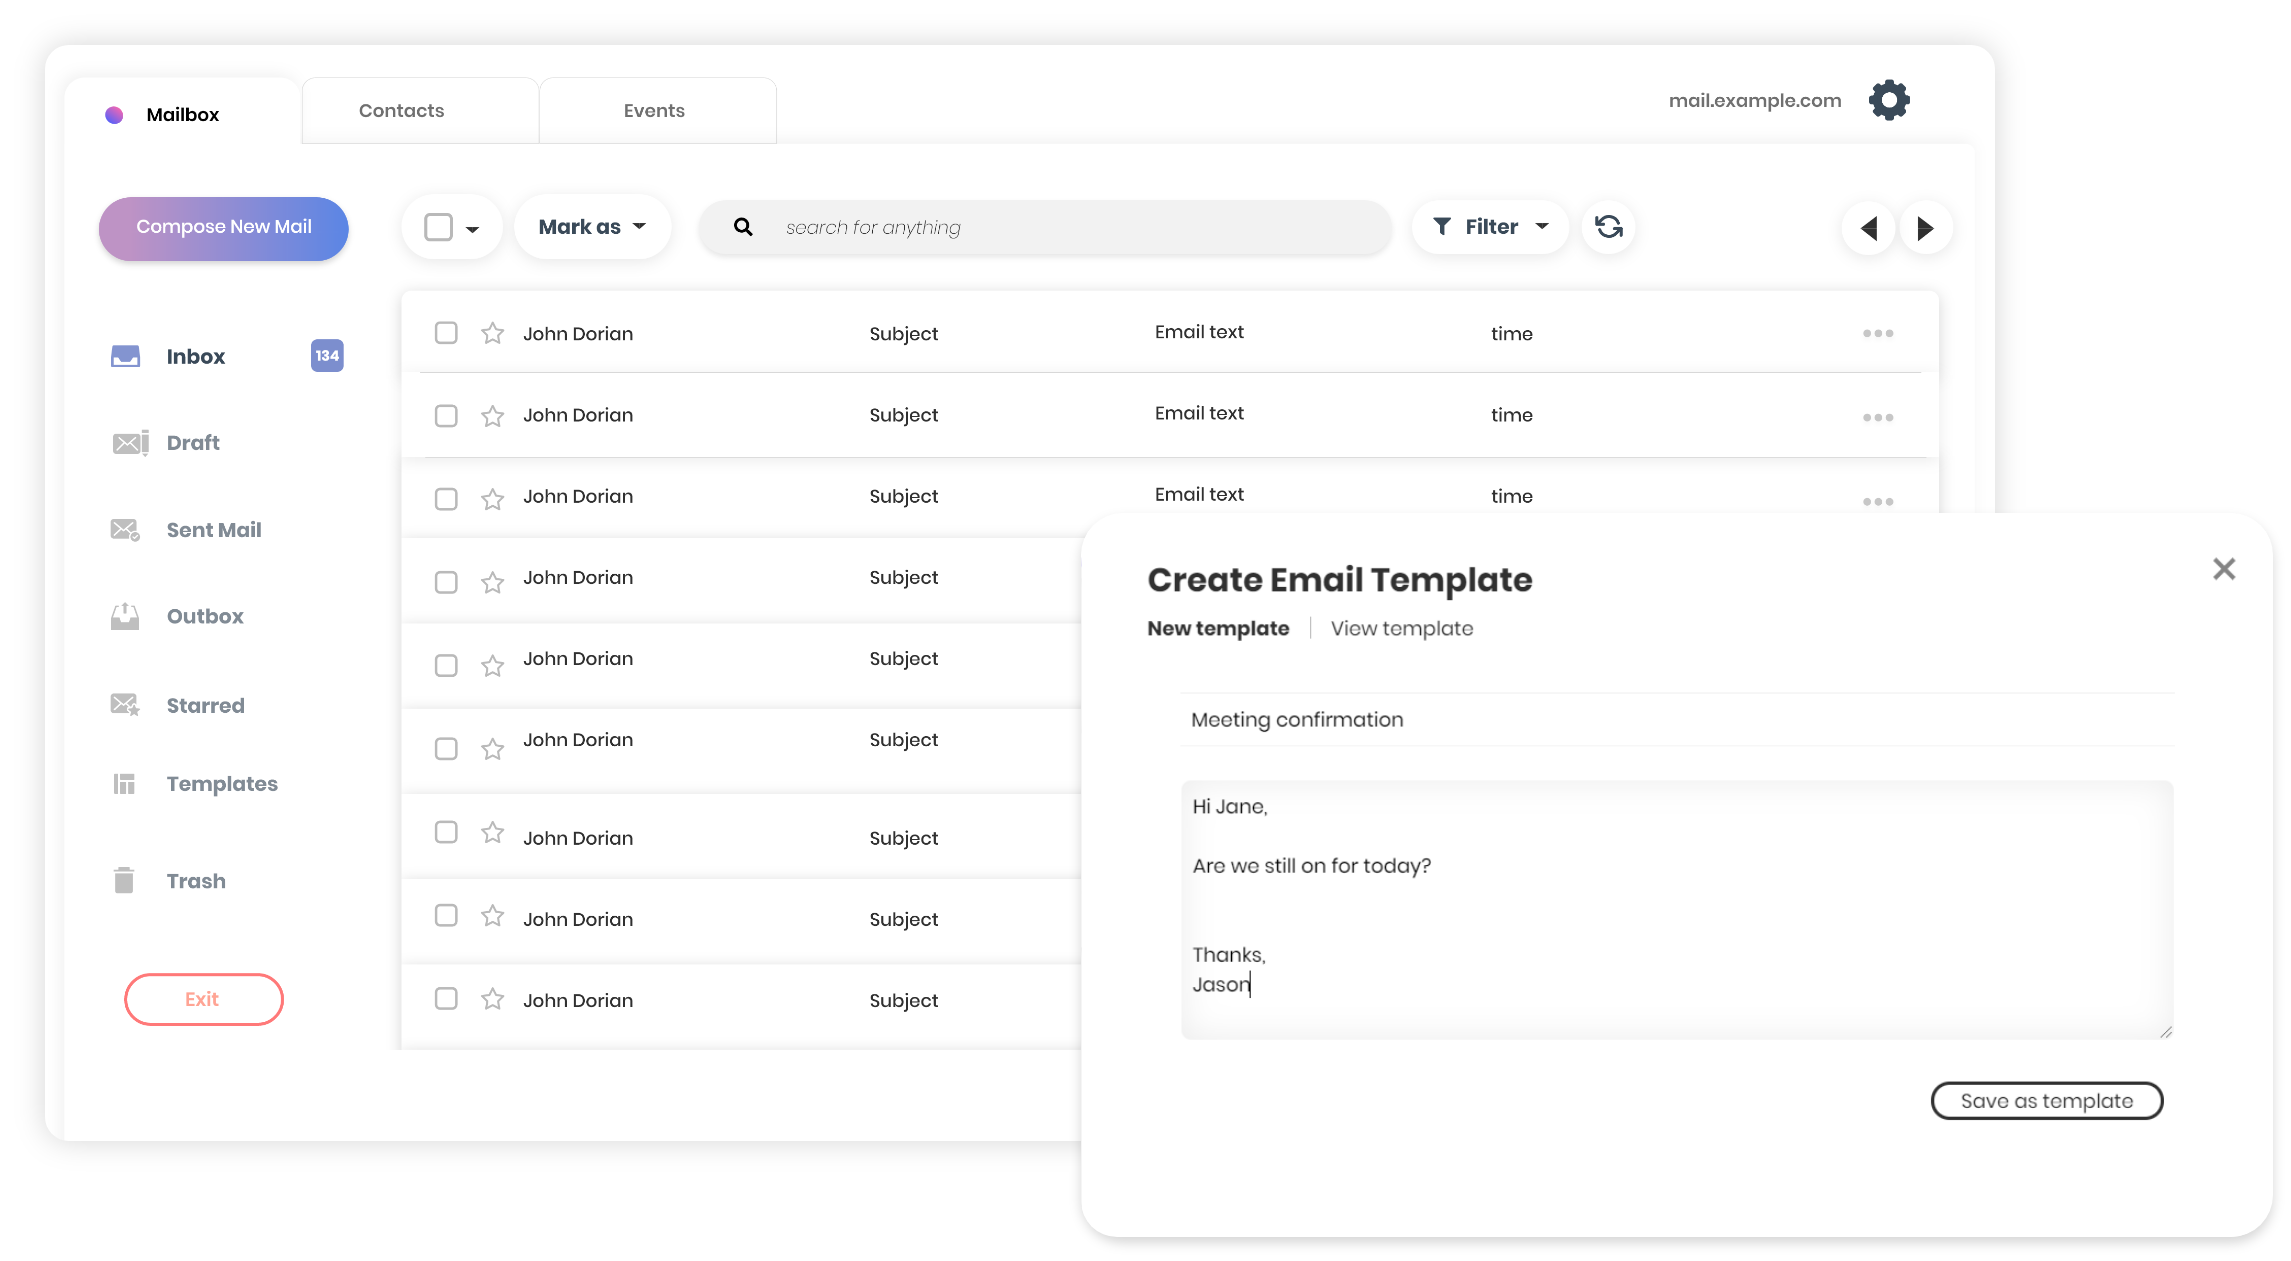 Mailbox
Contacts
Events
mail.example.com
Compose New Mail
Mark as
search for anything
Filter
Inbox
134
Draft
Sent Mail
Outbox
Starred
Templates
Trash
Exit
John Dorian Subject Email text time
John Dorian Subject Email text time
John Dorian Subject Email text time
John Dorian Subject
John Dorian Subject
John Dorian Subject
John Dorian Subject
John Dorian Subject
John Dorian Subject
Create Email Template
New template | View template
Meeting confirmation
Hi Jane,
Are we still on for today?
Thanks,
Jason
Save as template